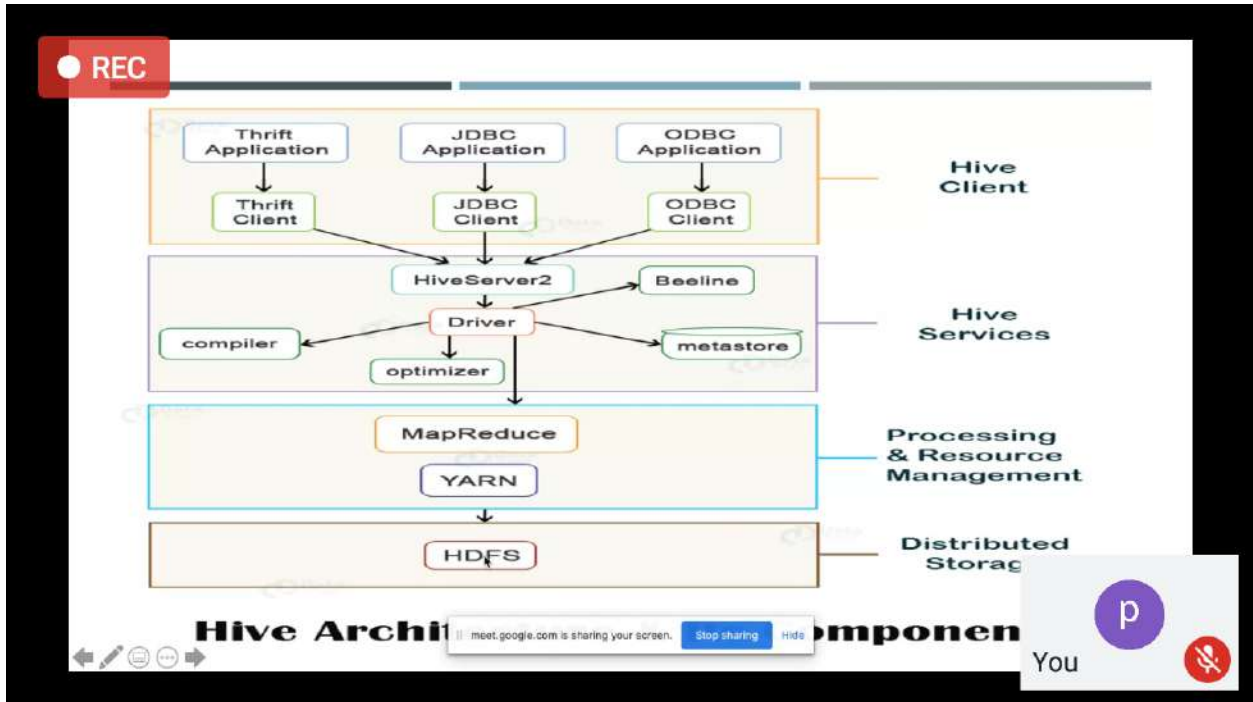 REC
Thrift
Application
JDBC
Application
ODBC
Application
Hive
Client
Thrift
Client
JDBC
Client
ODBC
Client
HiveServer2
Beeline
Driver
Hive
Services
compiler
metastore
optimizer
MapReduce
Processing
& Resource
Management
YARN
HDFS
Distributed
Storag
Hive Archit
mponen
meet.google.com is sharing your screen.
Stop sharing
Hide
p
You